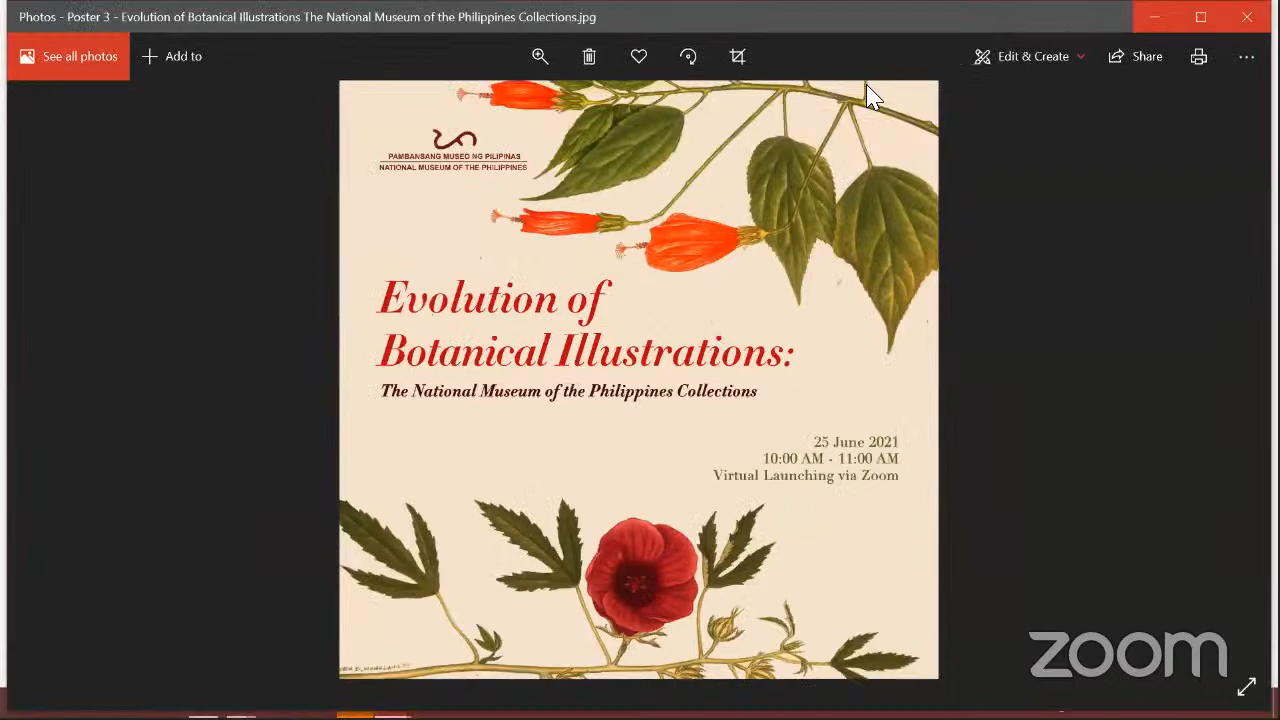 Photos - Poster 3 - Evolution of Botanical Illustrations The National Museum of the Philippines Collections.jpg
See all photos
Add to
Edit & Create
Share
PAMBANSANG MUSEO NG PILIPINAS
NATIONAL MUSEUM OF THE PHILIPPINES
Evolution of
Botanical Illustrations:
The National Museum of the Philippines Collections
25 June 2021
10:00 AM - 11:00 AM
Virtual Launching via Zoom
zoom